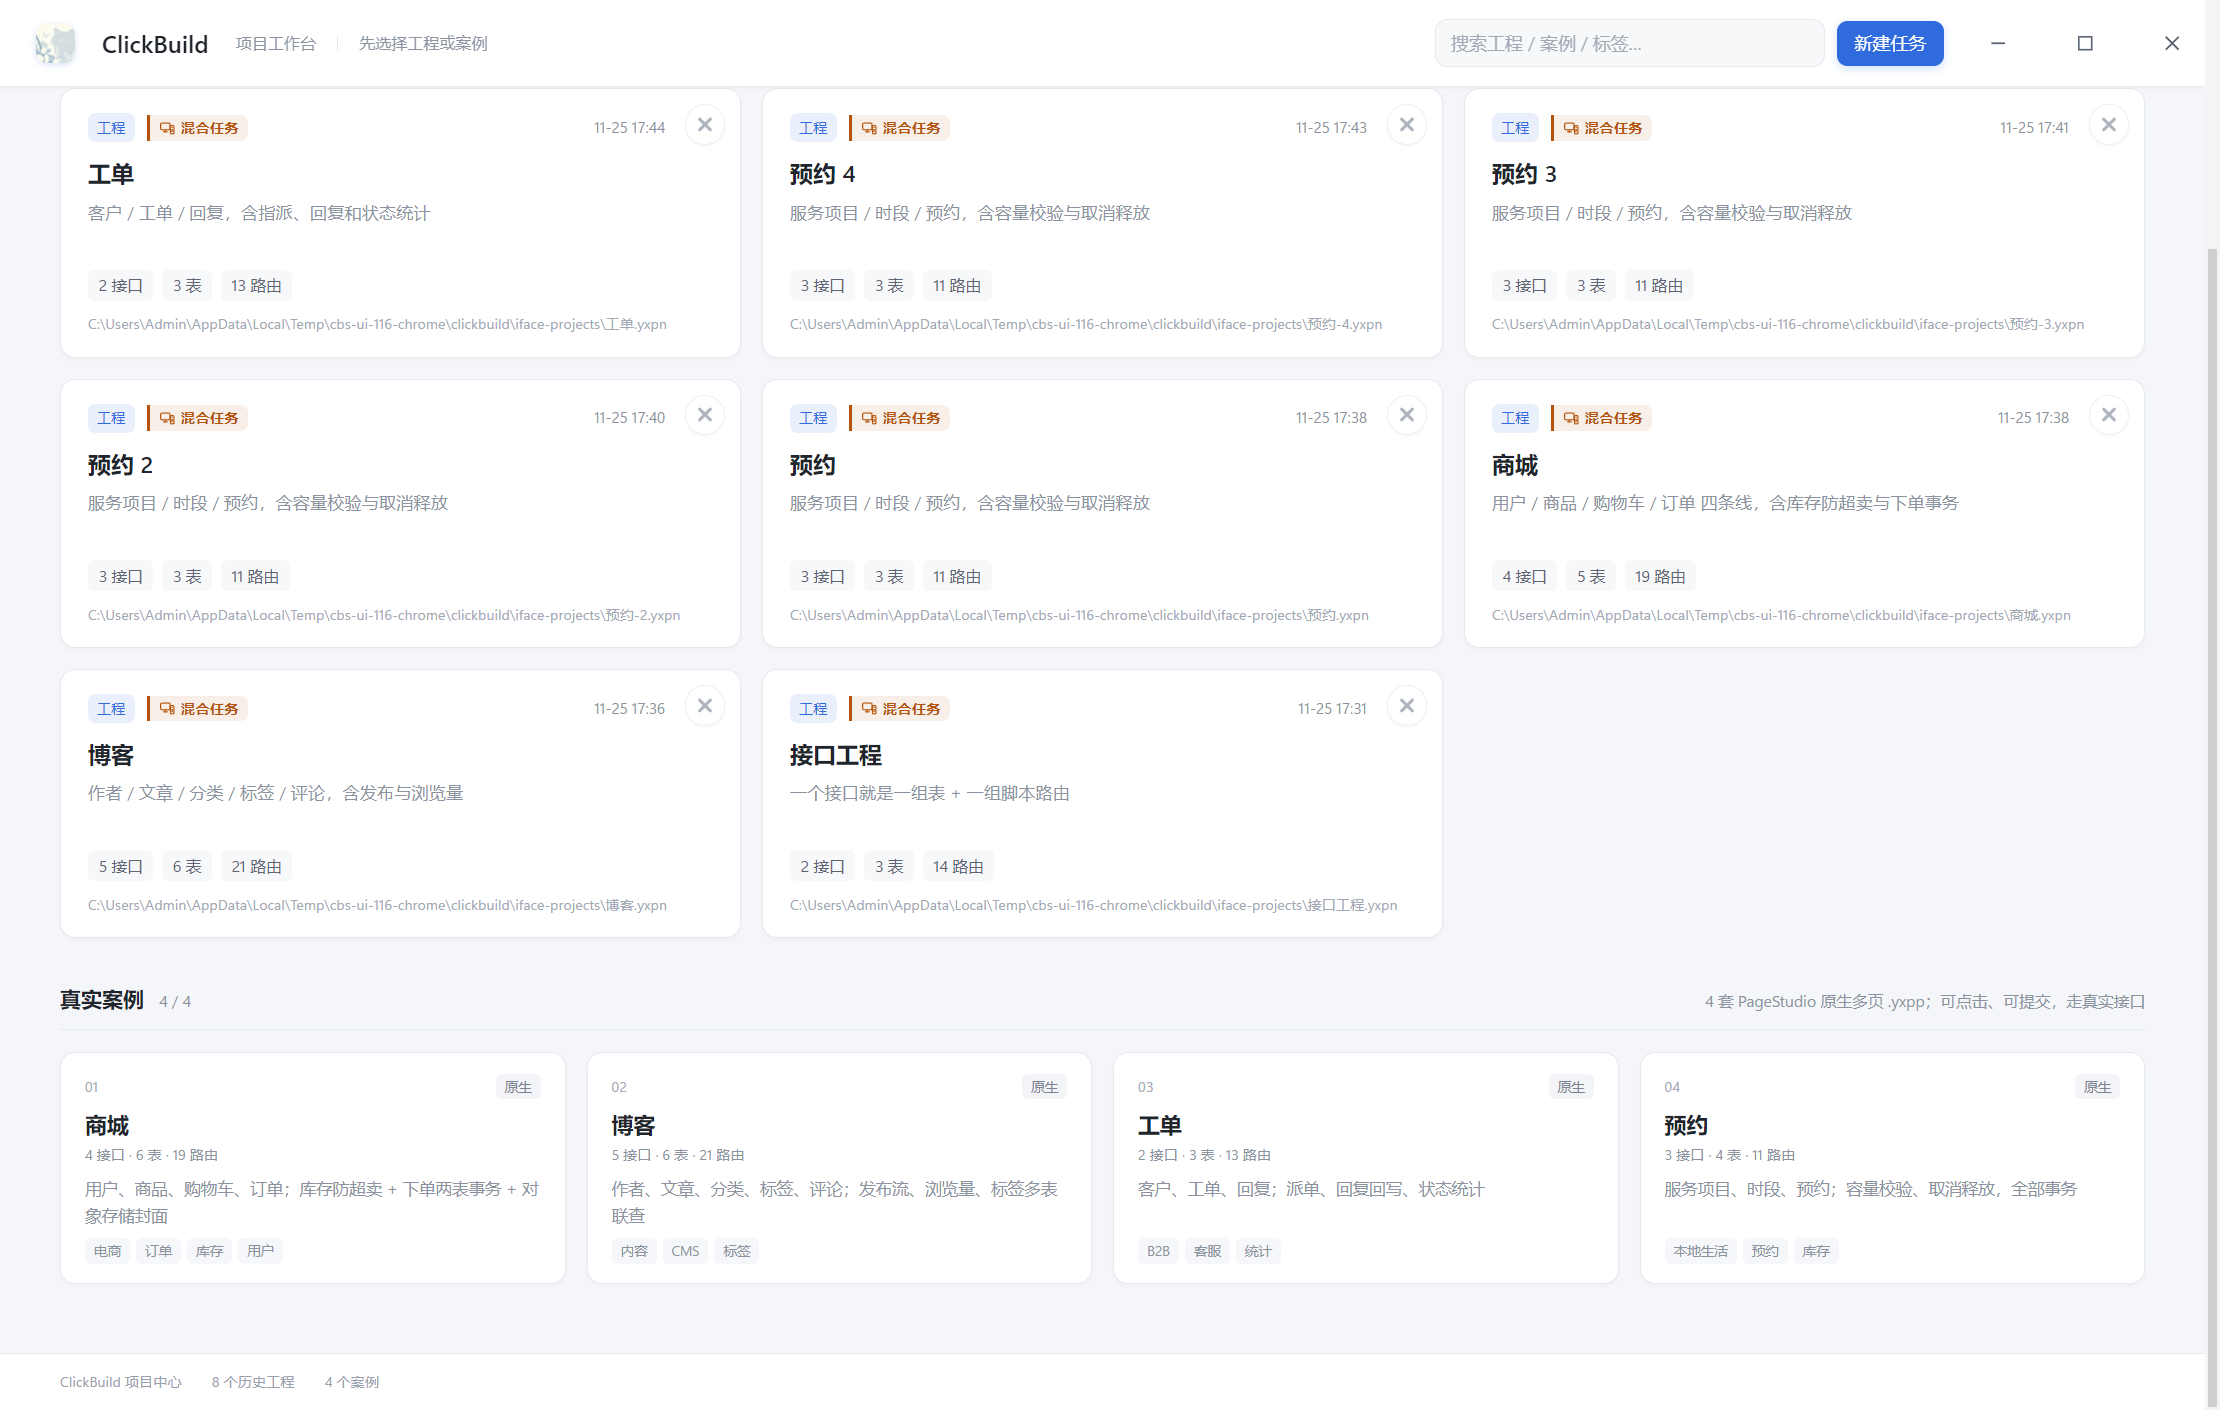 ClickBuild 项目工作台 先选择工程或案例 搜索工程 / 案例 / 标签... 新建任务
工程 混合任务 11-25 17:44
工单
客户 / 工单 / 回复，含指派、回复和状态统计
2 接口 3 表 13 路由
C:\Users\Admin\AppData\Local\Temp\cbs-ui-116-chrome\clickbuild\iface-projects\工单.yxpn
工程 混合任务 11-25 17:43
预约 4
服务项目 / 时段 / 预约，含容量校验与取消释放
3 接口 3 表 11 路由
C:\Users\Admin\AppData\Local\Temp\cbs-ui-116-chrome\clickbuild\iface-projects\预约-4.yxpn
工程 混合任务 11-25 17:41
预约 3
服务项目 / 时段 / 预约，含容量校验与取消释放
3 接口 3 表 11 路由
C:\Users\Admin\AppData\Local\Temp\cbs-ui-116-chrome\clickbuild\iface-projects\预约-3.yxpn
工程 混合任务 11-25 17:40
预约 2
服务项目 / 时段 / 预约，含容量校验与取消释放
3 接口 3 表 11 路由
C:\Users\Admin\AppData\Local\Temp\cbs-ui-116-chrome\clickbuild\iface-projects\预约-2.yxpn
工程 混合任务 11-25 17:38
预约
服务项目 / 时段 / 预约，含容量校验与取消释放
3 接口 3 表 11 路由
C:\Users\Admin\AppData\Local\Temp\cbs-ui-116-chrome\clickbuild\iface-projects\预约.yxpn
工程 混合任务 11-25 17:38
商城
用户 / 商品 / 购物车 / 订单 四条线，含库存防超卖与下单事务
4 接口 5 表 19 路由
C:\Users\Admin\AppData\Local\Temp\cbs-ui-116-chrome\clickbuild\iface-projects\商城.yxpn
工程 混合任务 11-25 17:36
博客
作者 / 文章 / 分类 / 标签 / 评论，含发布与浏览量
5 接口 6 表 21 路由
C:\Users\Admin\AppData\Local\Temp\cbs-ui-116-chrome\clickbuild\iface-projects\博客.yxpn
工程 混合任务 11-25 17:31
接口工程
一个接口就是一组表 + 一组脚本路由
2 接口 3 表 14 路由
C:\Users\Admin\AppData\Local\Temp\cbs-ui-116-chrome\clickbuild\iface-projects\接口工程.yxpn
真实案例 4 / 4 4 套 PageStudio 原生多页 .yxpp；可点击、可提交，走真实接口
01 原生
商城
4 接口 · 6 表 · 19 路由
用户、商品、购物车、订单；库存防超卖 + 下单两表事务 + 对
象存储封面
电商 订单 库存 用户
02 原生
博客
5 接口 · 6 表 · 21 路由
作者、文章、分类、标签、评论；发布流、浏览量、标签多表
联查
内容 CMS 标签
03 原生
工单
2 接口 · 3 表 · 13 路由
客户、工单、回复；派单、回复回写、状态统计
B2B 客服 统计
04 原生
预约
3 接口 · 4 表 · 11 路由
服务项目、时段、预约；容量校验、取消释放，全部事务
本地生活 预约 库存
ClickBuild 项目中心 8 个历史工程 4 个案例